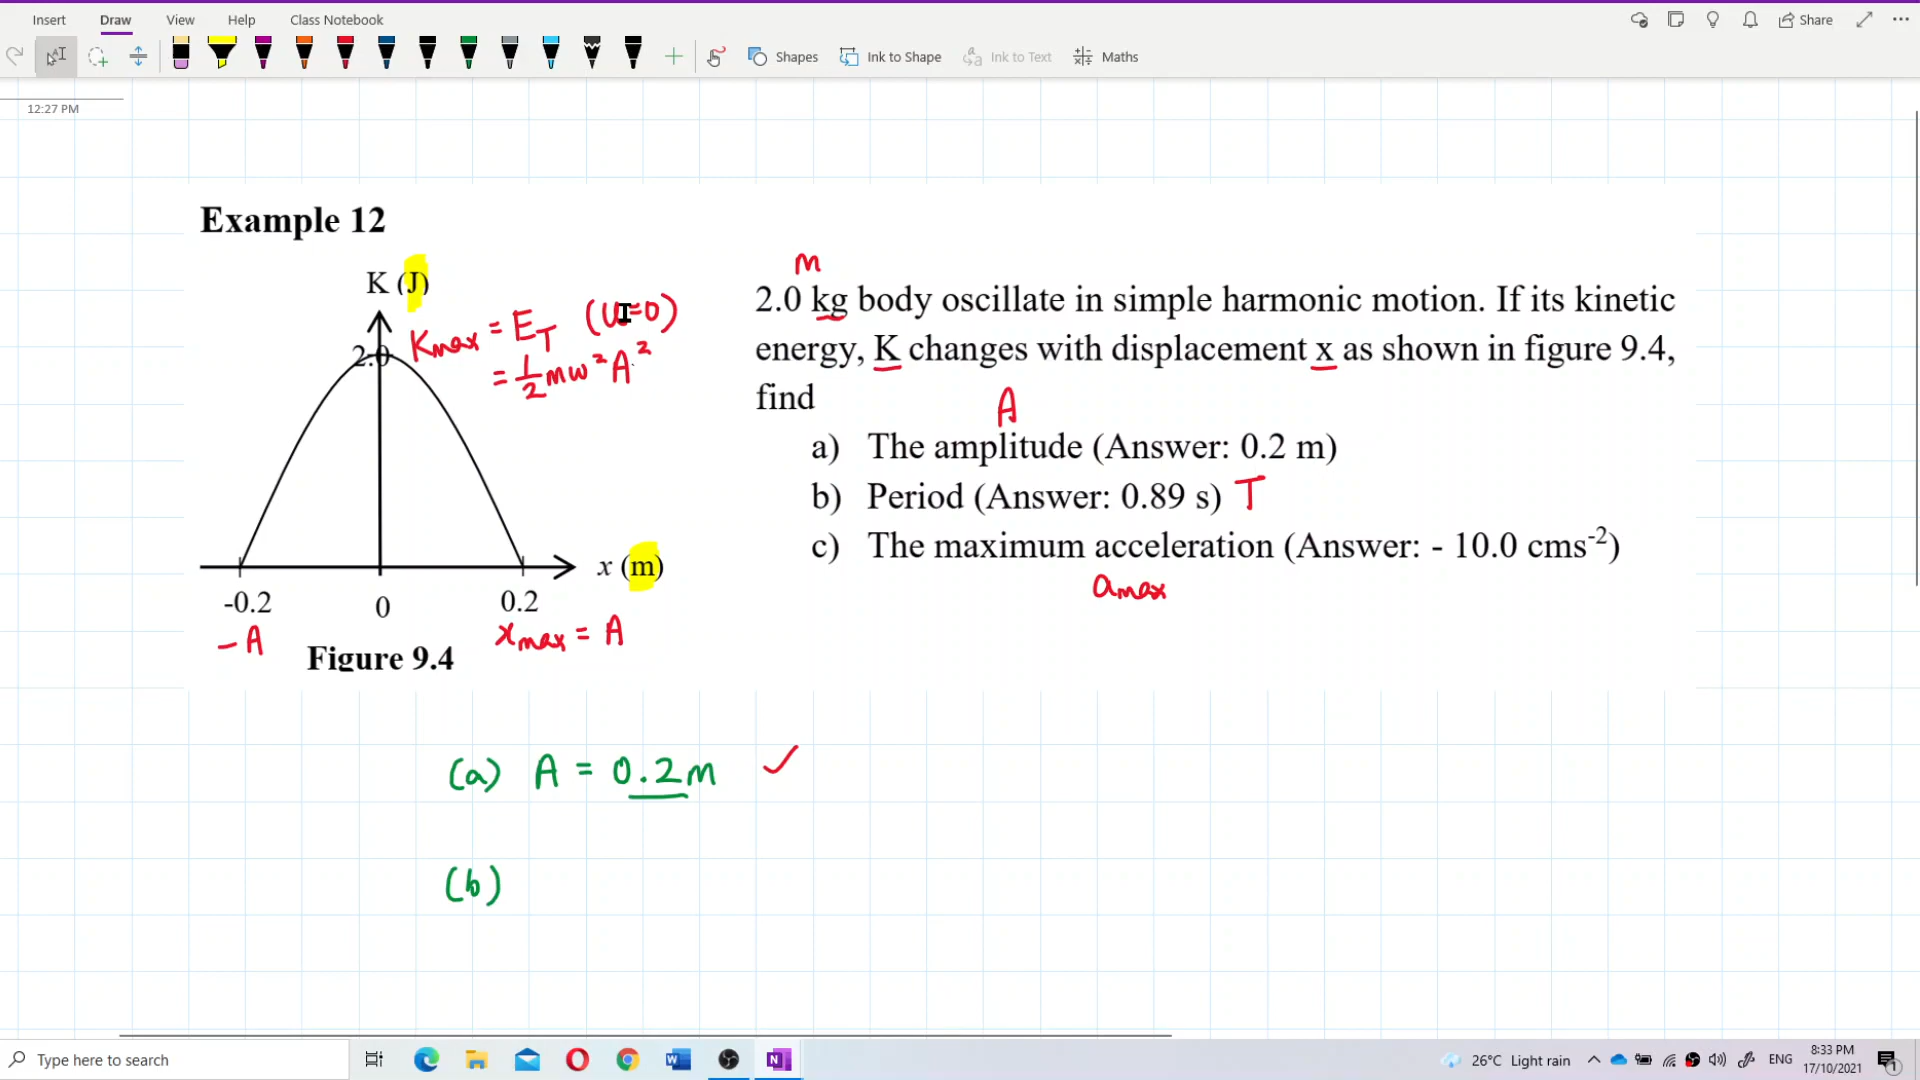 Insert Draw View Help Class Notebook Share
Shapes Ink to Shape Ink to Text Maths
12:27 PM
Example 12
K (J)
2.0
Kmax = ET (U=0)
= 1/2 mω²A²
-0.2 0 0.2
x (m)
-A
xmax = A
Figure 9.4
m
2.0 kg body oscillate in simple harmonic motion. If its kinetic
energy, K changes with displacement x as shown in figure 9.4,
find
A
a) The amplitude (Answer: 0.2 m)
b) Period (Answer: 0.89 s) T
c) The maximum acceleration (Answer: - 10.0 cms⁻²)
amax
(a) A = 0.2m ✓
(b)
Type here to search
26°C Light rain
ENG
8:33 PM
17/10/2021
1